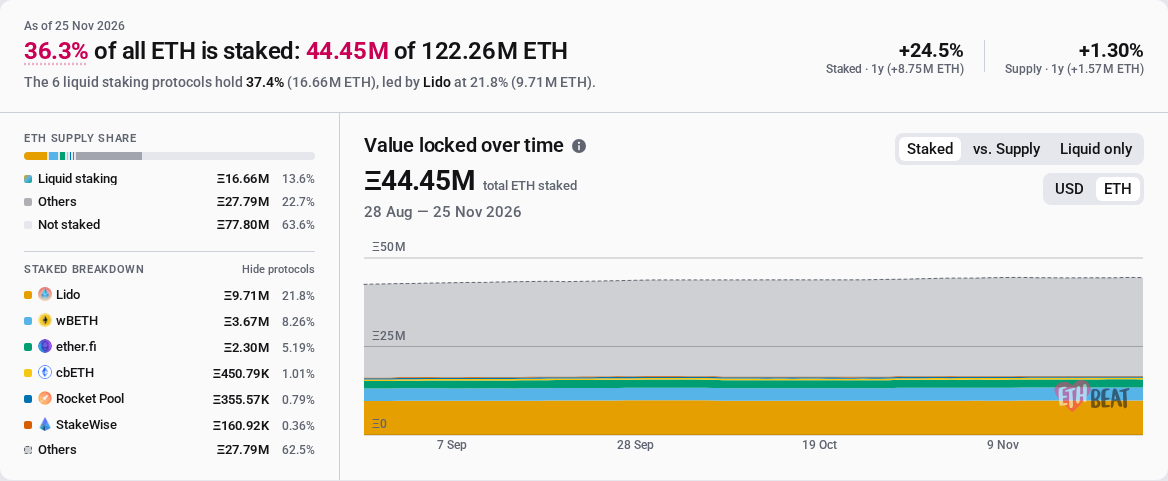 As of 25 Nov 2026
36.3% of all ETH is staked: 44.45M of 122.26M ETH
The 6 liquid staking protocols hold 37.4% (16.66M ETH), led by Lido at 21.8% (9.71M ETH).
+24.5%
Staked · 1y (+8.75M ETH)
+1.30%
Supply · 1y (+1.57M ETH)
ETH SUPPLY SHARE
Liquid staking Ξ16.66M 13.6%
Others Ξ27.79M 22.7%
Not staked Ξ77.80M 63.6%
STAKED BREAKDOWN Hide protocols
Lido Ξ9.71M 21.8%
wBETH Ξ3.67M 8.26%
ether.fi Ξ2.30M 5.19%
cbETH Ξ450.79K 1.01%
Rocket Pool Ξ355.57K 0.79%
StakeWise Ξ160.92K 0.36%
Others Ξ27.79M 62.5%
Value locked over time
Staked vs. Supply Liquid only
Ξ44.45M total ETH staked
USD ETH
28 Aug — 25 Nov 2026
Ξ50M
Ξ25M
Ξ0
ETH BEAT
7 Sep 28 Sep 19 Oct 9 Nov